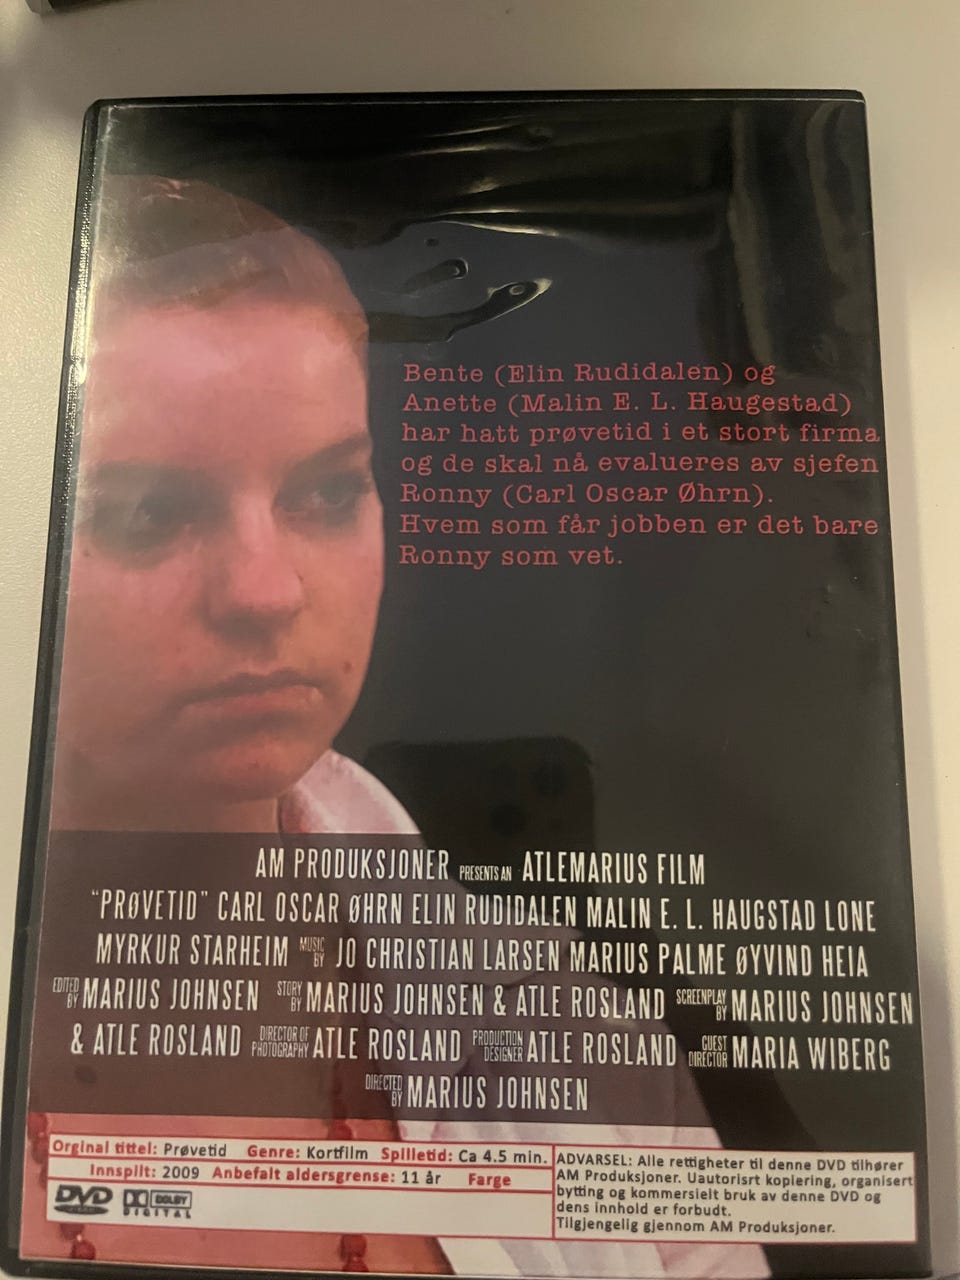 Bente (Elin Rudidalen) og
Anette (Malin E. L. Haugestad)
har hatt prøvetid i et stort firma
og de skal nå evalueres av sjefen
Ronny (Carl Oscar Øhrn).
Hvem som får jobben er det bare
Ronny som vet.
AM PRODUKSJONER PRESENTS AN ATLEMARIUS FILM
“PRØVETID” CARL OSCAR ØHRN ELIN RUDIDALEN MALIN E. L. HAUGSTAD LONE
MYRKUR STARHEIM MUSIC BY JO CHRISTIAN LARSEN MARIUS PALME ØYVIND HEIA
EDITED BY MARIUS JOHNSEN STORY BY MARIUS JOHNSEN & ATLE ROSLAND SCREENPLAY BY MARIUS JOHNSEN
& ATLE ROSLAND DIRECTOR OF PHOTOGRAPHY ATLE ROSLAND PRODUCTION DESIGNER ATLE ROSLAND GUEST DIRECTOR MARIA WIBERG
DIRECTED BY MARIUS JOHNSEN
Orginal tittel: Prøvetid Genre: Kortfilm Spilletid: Ca 4.5 min.
Innspilt: 2009 Anbefalt aldersgrense: 11 år Farge
DVD VIDEO DOLBY DIGITAL
ADVARSEL: Alle rettigheter til denne DVD tilhører
AM Produksjoner. Uautorisrt kopiering, organisert
bytting og kommersielt bruk av denne DVD og
dens innhold er forbudt.
Tilgjengelig gjennom AM Produksjoner.